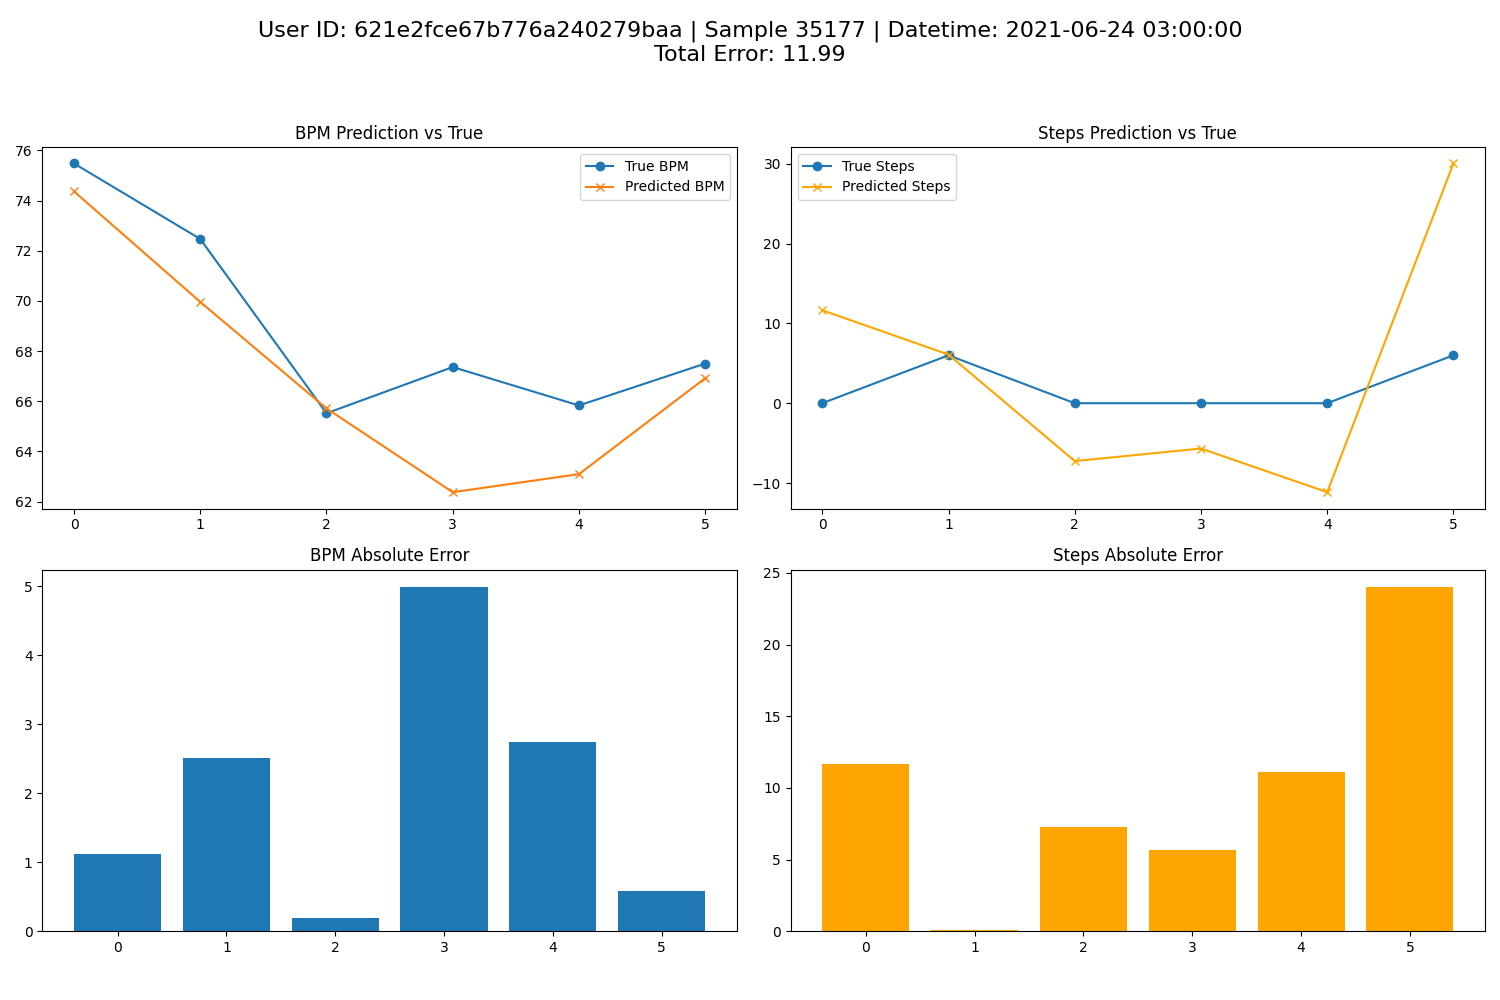 User ID: 621e2fce67b776a240279baa | Sample 35177 | Datetime: 2021-06-24 03:00:00
Total Error: 11.99
BPM Prediction vs True
76
74
72
70
68
66
64
62
0 1 2 3 4 5
True BPM
Predicted BPM
Steps Prediction vs True
30
20
10
0
−10
0 1 2 3 4 5
True Steps
Predicted Steps
BPM Absolute Error
5
4
3
2
1
0
0 1 2 3 4 5
Steps Absolute Error
25
20
15
10
5
0
0 1 2 3 4 5